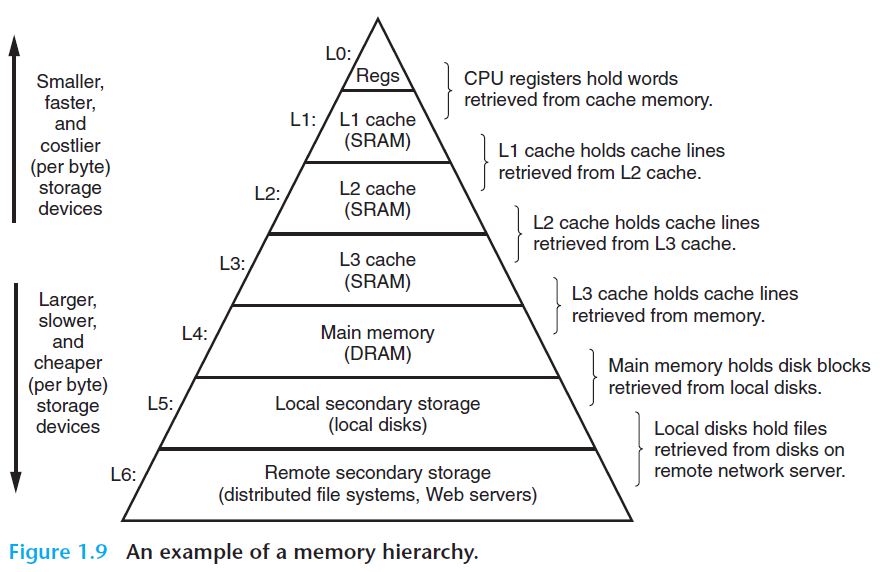 Smaller,
faster,
and
costlier
(per byte)
storage
devices
Larger,
slower,
and
cheaper
(per byte)
storage
devices
L0:
Regs
CPU registers hold words
retrieved from cache memory.
L1:
L1 cache
(SRAM)
L1 cache holds cache lines
retrieved from L2 cache.
L2:
L2 cache
(SRAM)
L2 cache holds cache lines
retrieved from L3 cache.
L3:
L3 cache
(SRAM)
L3 cache holds cache lines
retrieved from memory.
L4:
Main memory
(DRAM)
Main memory holds disk blocks
retrieved from local disks.
L5:
Local secondary storage
(local disks)
Local disks hold files
retrieved from disks on
remote network server.
L6:
Remote secondary storage
(distributed file systems, Web servers)
Figure 1.9 An example of a memory hierarchy.